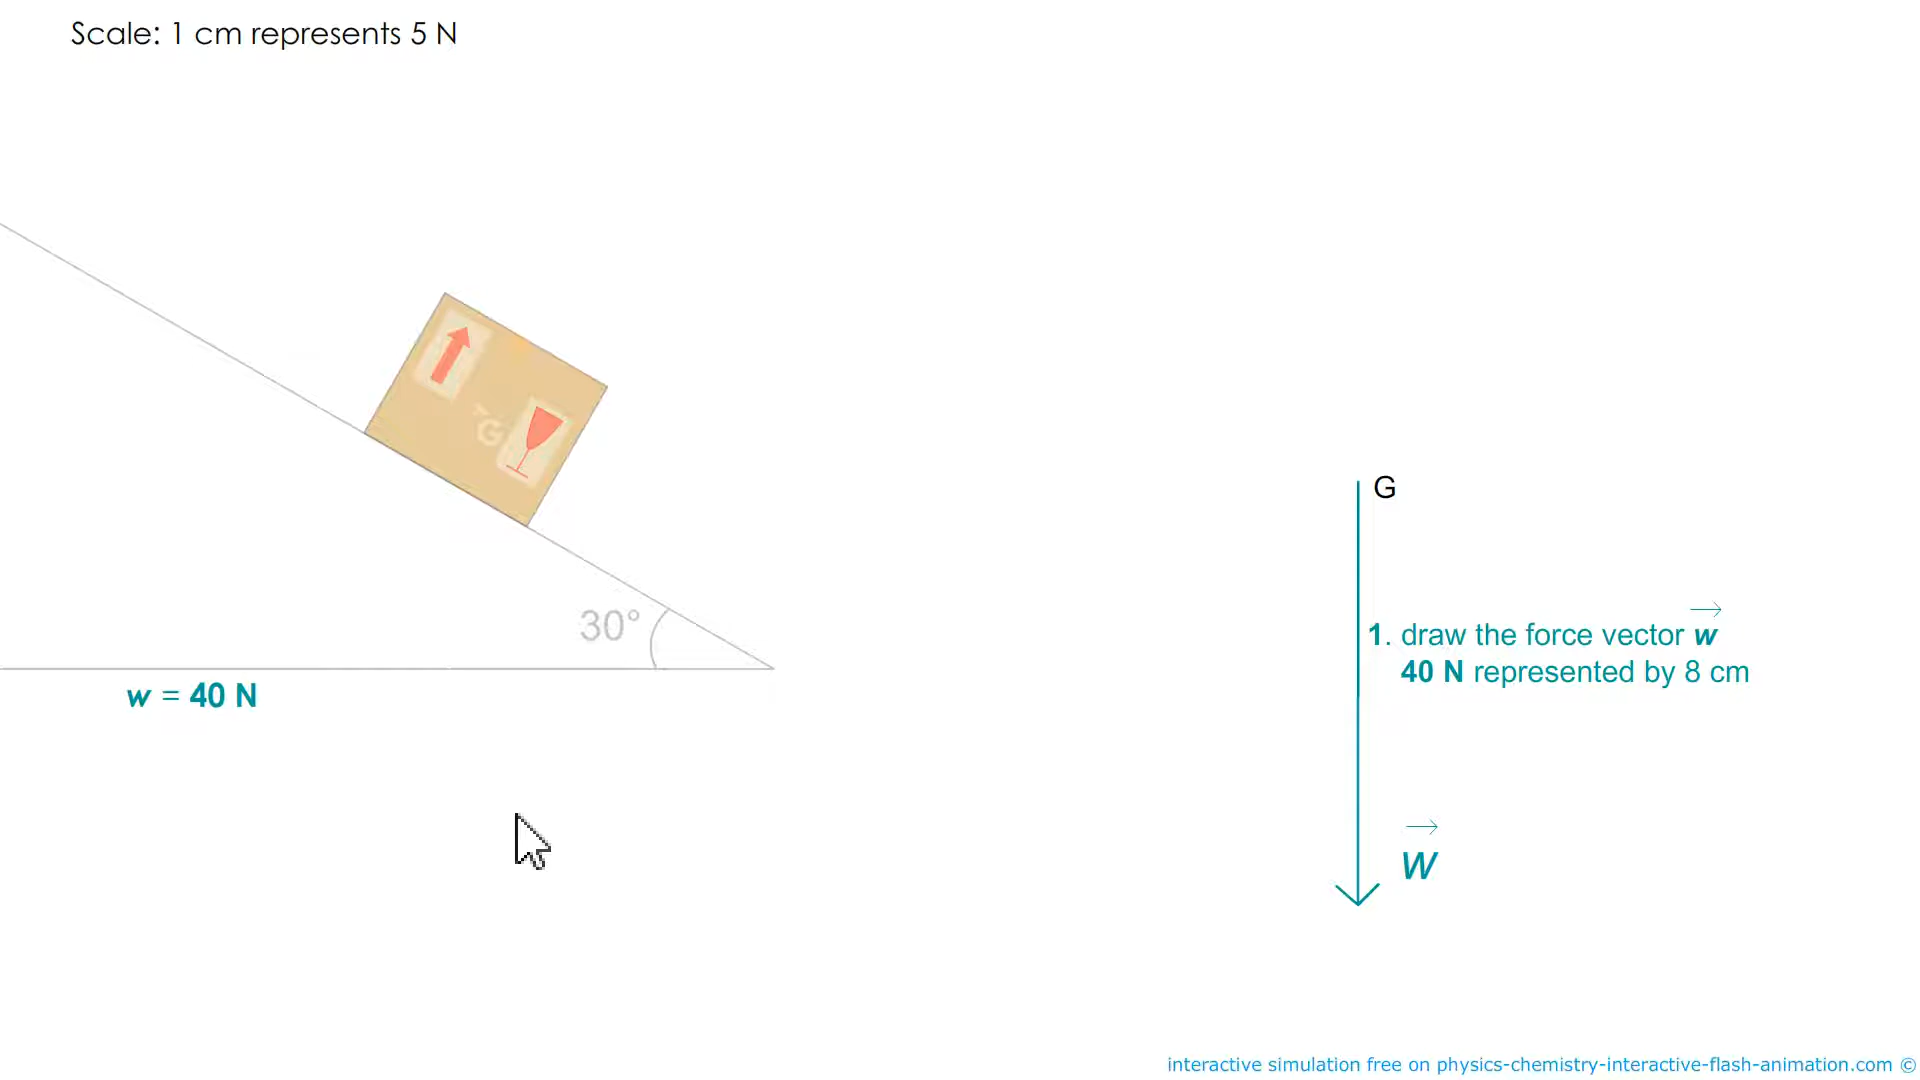 Scale: 1 cm represents 5 N
G
30°
w = 40 N
G
1. draw the force vector w
40 N represented by 8 cm
W
interactive simulation free on physics-chemistry-interactive-flash-animation.com ©